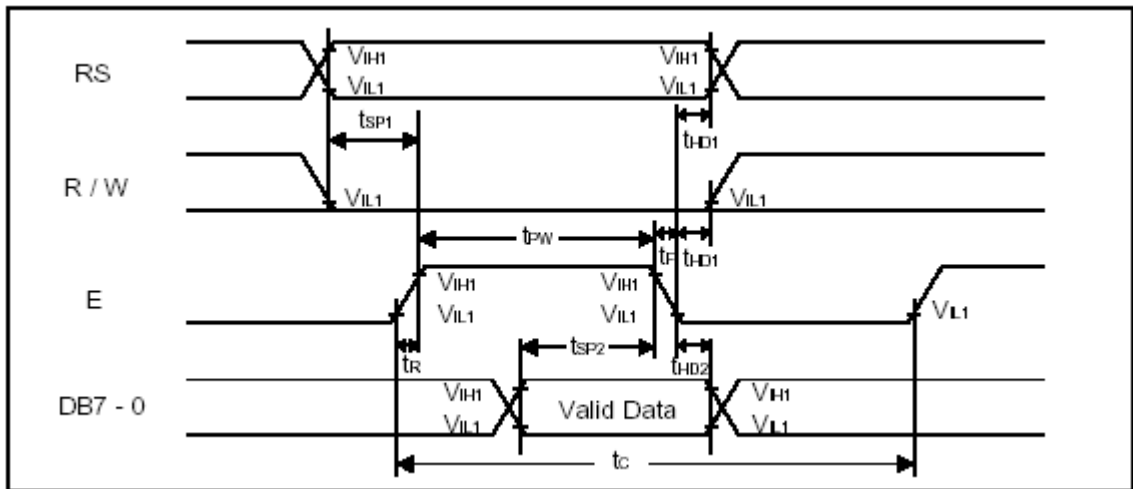 RS VIH1 VIH1
VIL1 VIL1
tSP1 tHD1
R / W VIL1 VIL1
tPW tF tHD1
E VIH1 VIH1
VIL1 VIL1 VIL1
tR tSP2 tHD2
DB7 - 0 VIH1 Valid Data VIH1
VIL1 VIL1
tC